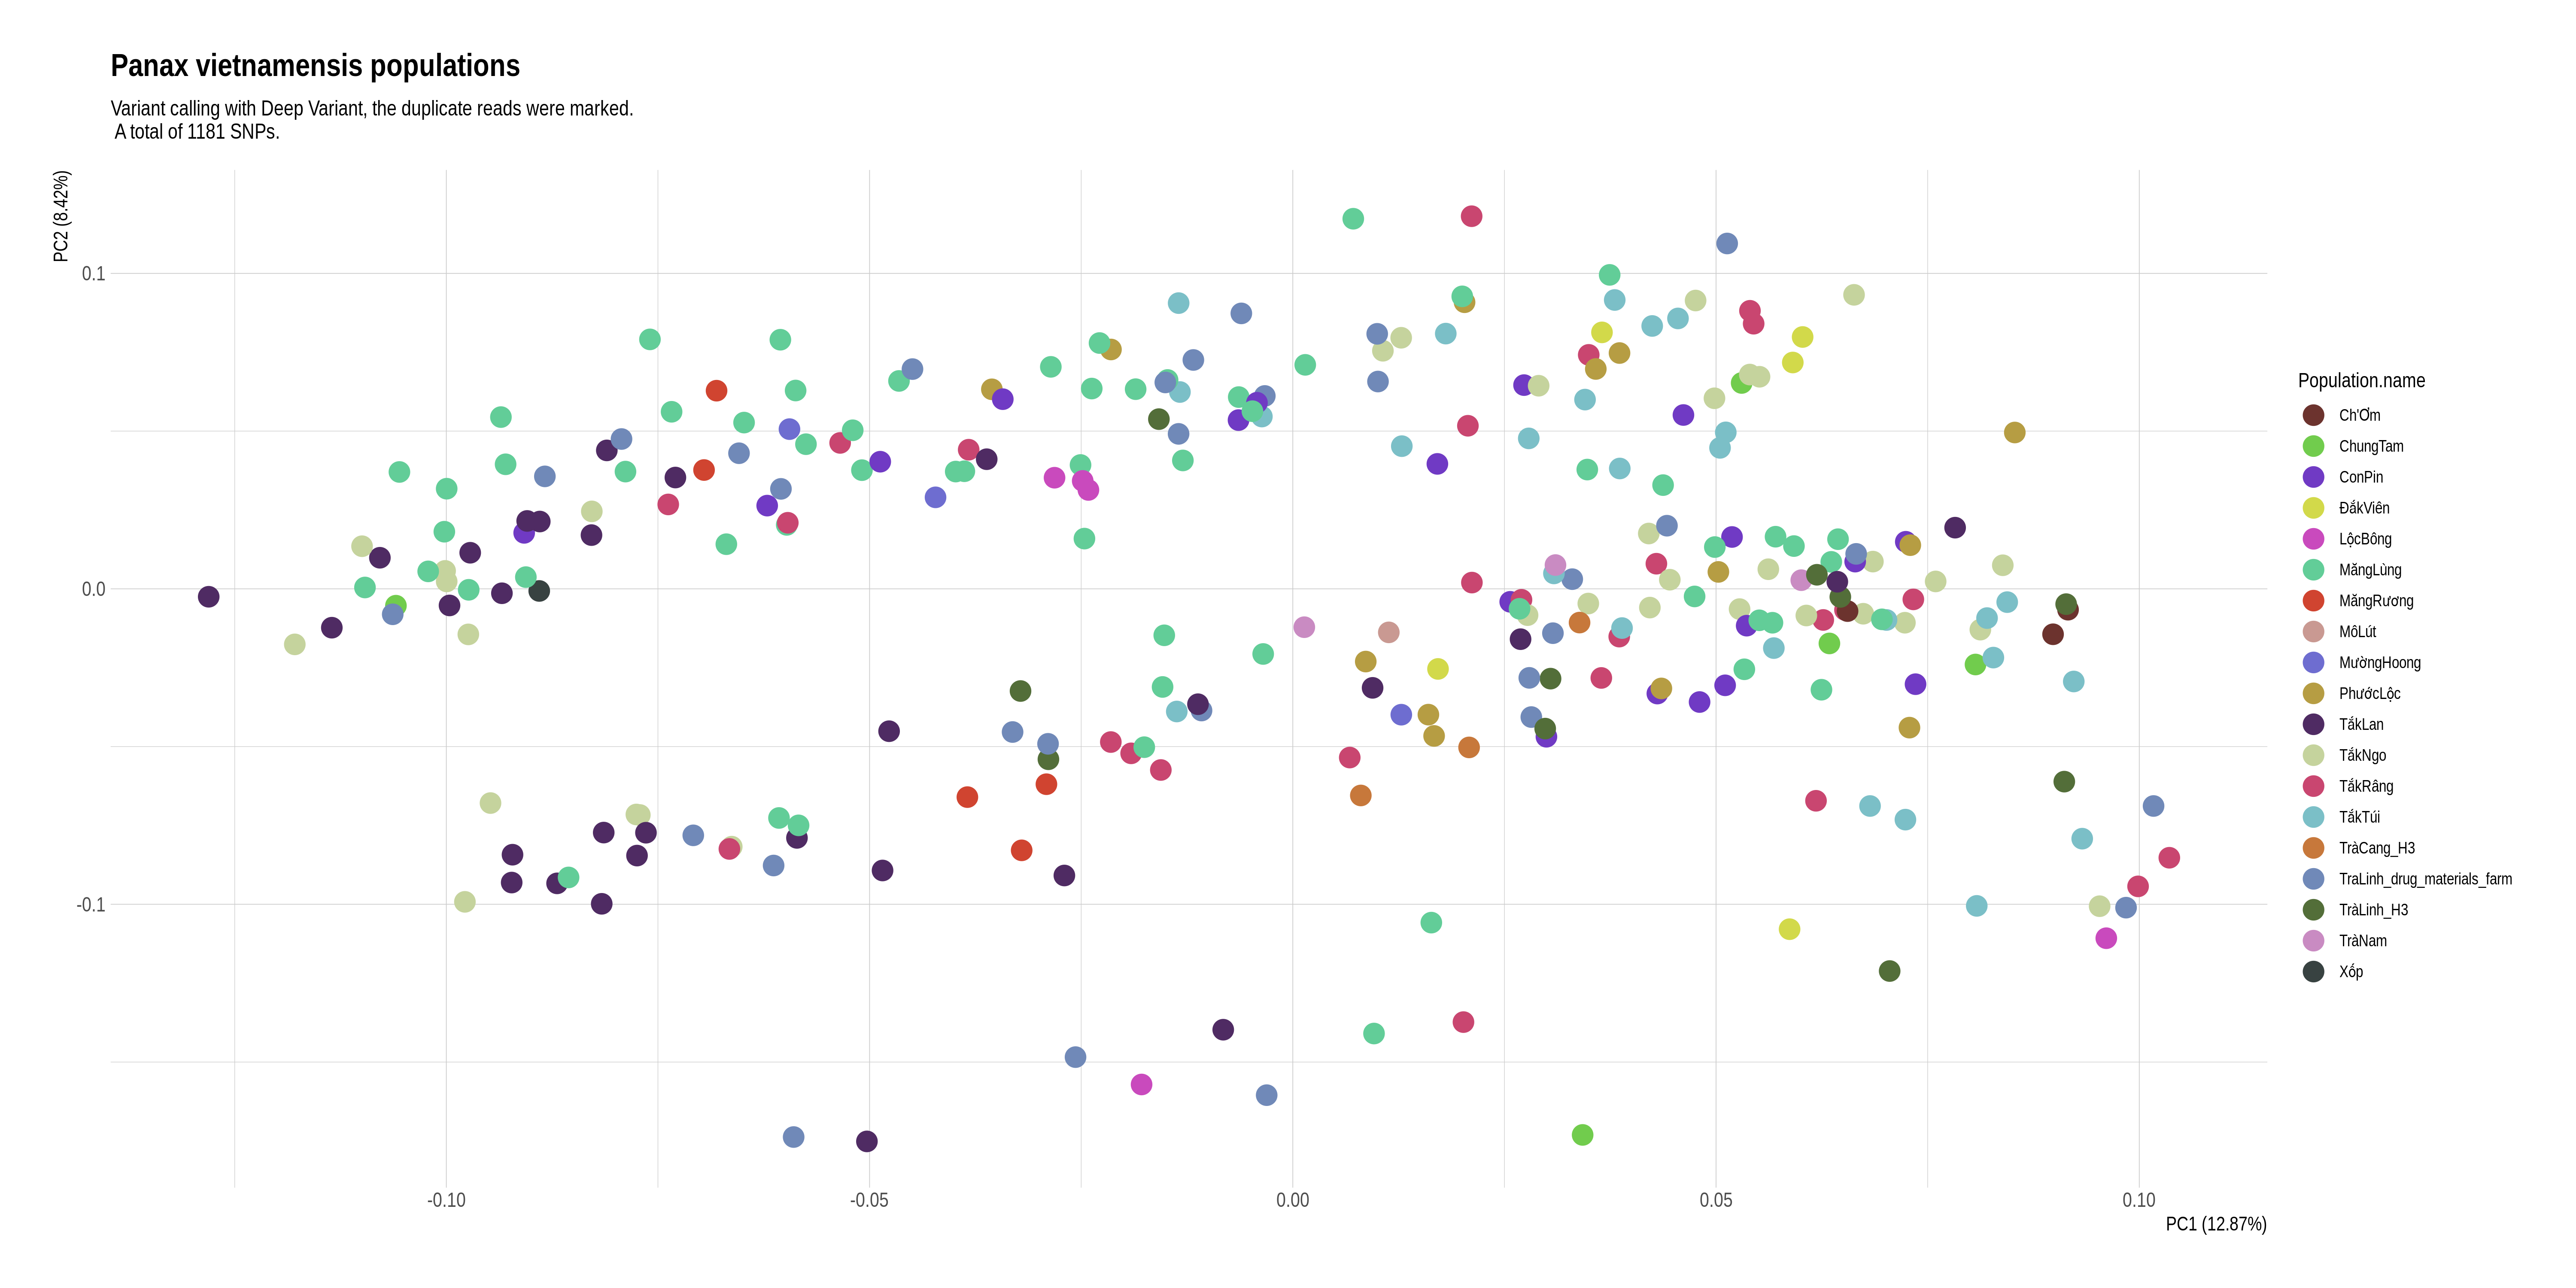 Panax vietnamensis populations
Variant calling with Deep Variant, the duplicate reads were marked.
A total of 1181 SNPs.
PC2 (8.42%)
0.1
0.0
-0.1
-0.10
-0.05
0.00
0.05
0.10
PC1 (12.87%)
Population.name
Ch'Ơm
ChungTam
ConPin
ĐắkViên
LộcBông
MăngLùng
MăngRương
MôLút
MườngHoong
PhướcLộc
TắkLan
TắkNgo
TắkRâng
TắkTúi
TràCang_H3
TraLinh_drug_materials_farm
TràLinh_H3
TràNam
Xốp